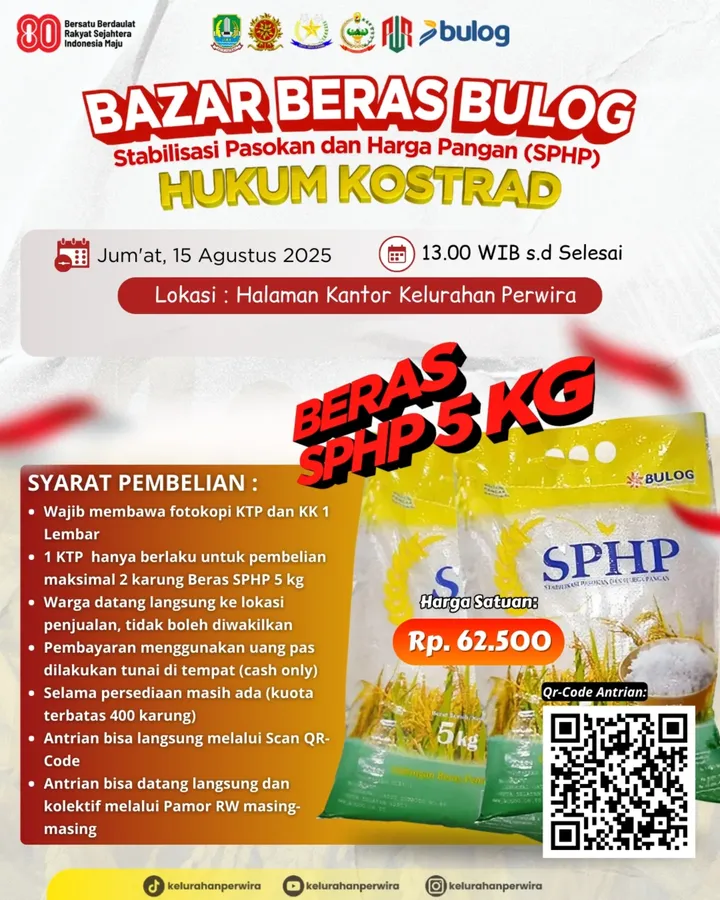 80
Bersatu Berdaulat
Rakyat Sejahtera
Indonesia Maju
bulog
BAZAR BERAS BULOG
Stabilisasi Pasokan dan Harga Pangan (SPHP)
HUKUM KOSTRAD
Jum'at, 15 Agustus 2025
13.00 WIB s.d Selesai
Lokasi : Halaman Kantor Kelurahan Perwira
BERAS
SPHP 5 KG
SYARAT PEMBELIAN :
• Wajib membawa fotokopi KTP dan KK 1
Lembar
• 1 KTP hanya berlaku untuk pembelian
maksimal 2 karung Beras SPHP 5 kg
• Warga datang langsung ke lokasi
penjualan, tidak boleh diwakilkan
• Pembayaran menggunakan uang pas
dilakukan tunai di tempat (cash only)
• Selama persediaan masih ada (kuota
terbatas 400 karung)
• Antrian bisa langsung melalui Scan QR-
Code
• Antrian bisa datang langsung dan
kolektif melalui Pamor RW masing-
masing
BULOG
SPHP
STABILISASI PASOKAN DAN HARGA PANGAN
Harga Satuan:
Rp. 62.500
5 kg
Qr-Code Antrian:
kelurahanperwira
kelurahanperwira
kelurahanperwira